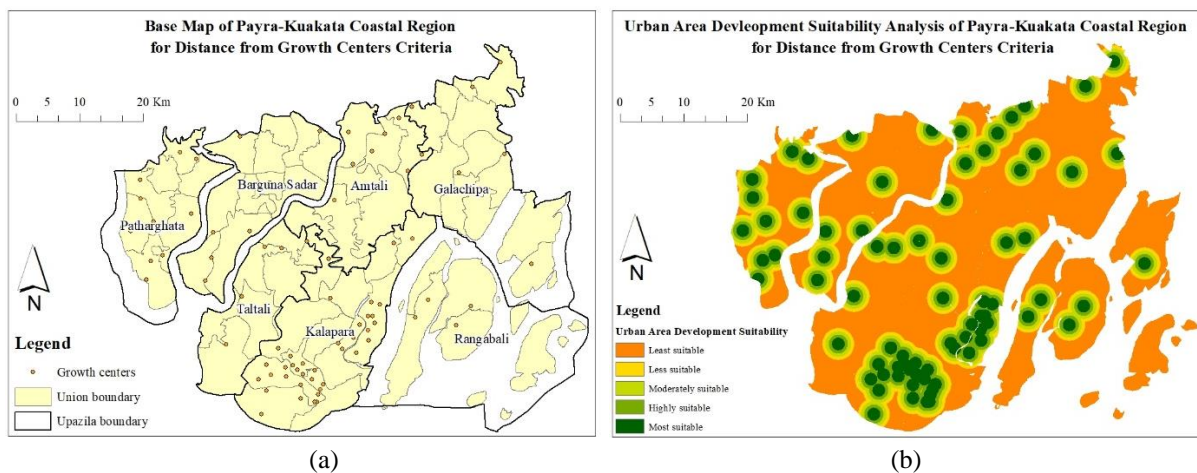 Base Map of Payra-Kuakata Coastal Region
for Distance from Growth Centers Criteria
0 10 20 Km
Barguna Sadar
Amtali
Galachipa
Patharghata
N
Taltali
Kalapara
Rangabali
Legend
Growth centers
Union boundary
Upazila boundary
(a)
Urban Area Devleopment Suitability Analysis of Payra-Kuakata Coastal Region
for Distance from Growth Centers Criteria
0 10 20 Km
N
Legend
Urban Area Development Suitability
Least suitable
Less suitable
Moderately suitable
Highly suitable
Most suitable
(b)